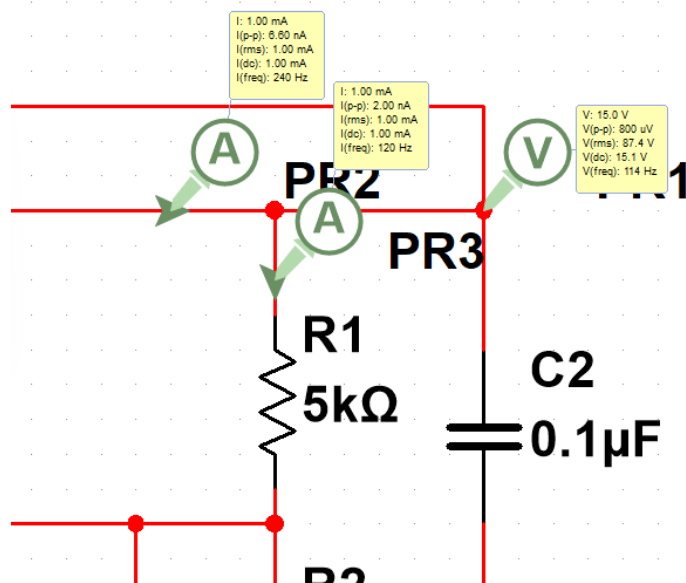 I: 1.00 mA
I(p-p): 6.60 nA
I(rms): 1.00 mA
I(dc): 1.00 mA
I(freq): 240 Hz
I: 1.00 mA
I(p-p): 2.00 nA
I(rms): 1.00 mA
I(dc): 1.00 mA
I(freq): 120 Hz
V: 15.0 V
V(p-p): 800 uV
V(rms): 87.4 V
V(dc): 15.1 V
V(freq): 114 Hz
A
V
PR2
A
PR3
R1
5kΩ
C2
0.1µF
R2